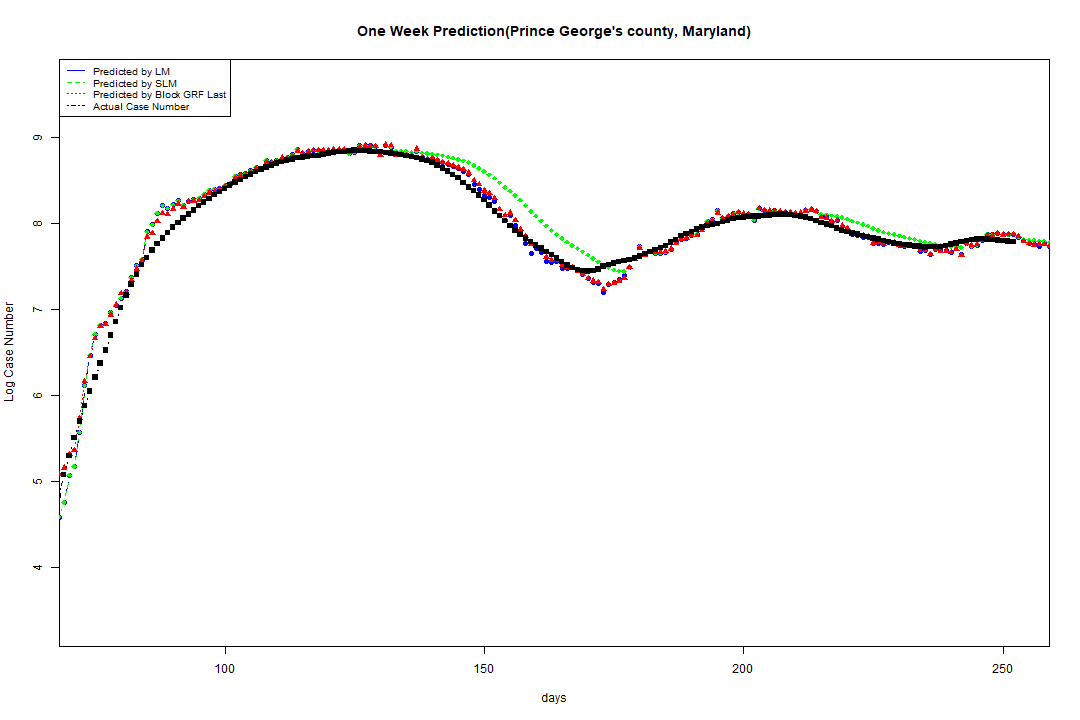 One Week Prediction(Prince George's county, Maryland)
Predicted by LM
Predicted by SLM
Predicted by Block GRF Last
Actual Case Number
9
8
7
6
5
4
Log Case Number
100 150 200 250
days